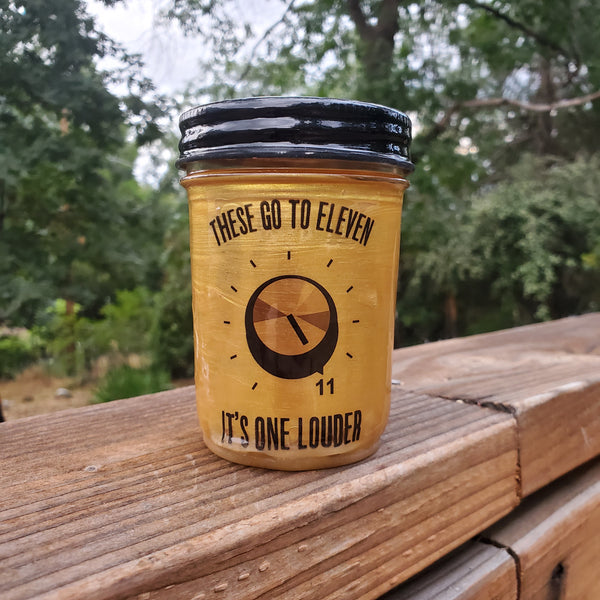 THESE GO TO ELEVEN
11
IT'S ONE LOUDER